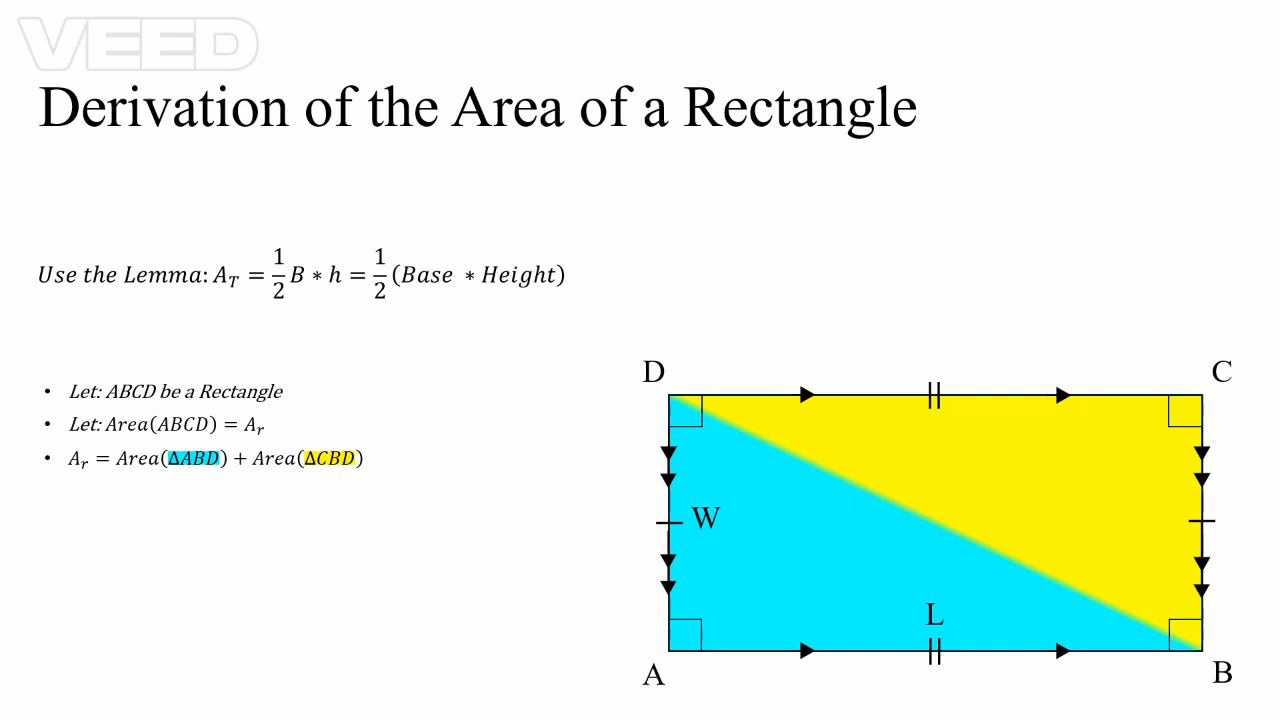 VEED
Derivation of the Area of a Rectangle
Use the Lemma: A_T = 1/2 B * h = 1/2 (Base * Height)
• Let: ABCD be a Rectangle
• Let: Area(ABCD) = A_r
• A_r = Area(ΔABD) + Area(ΔCBD)
D
C
W
L
A
B